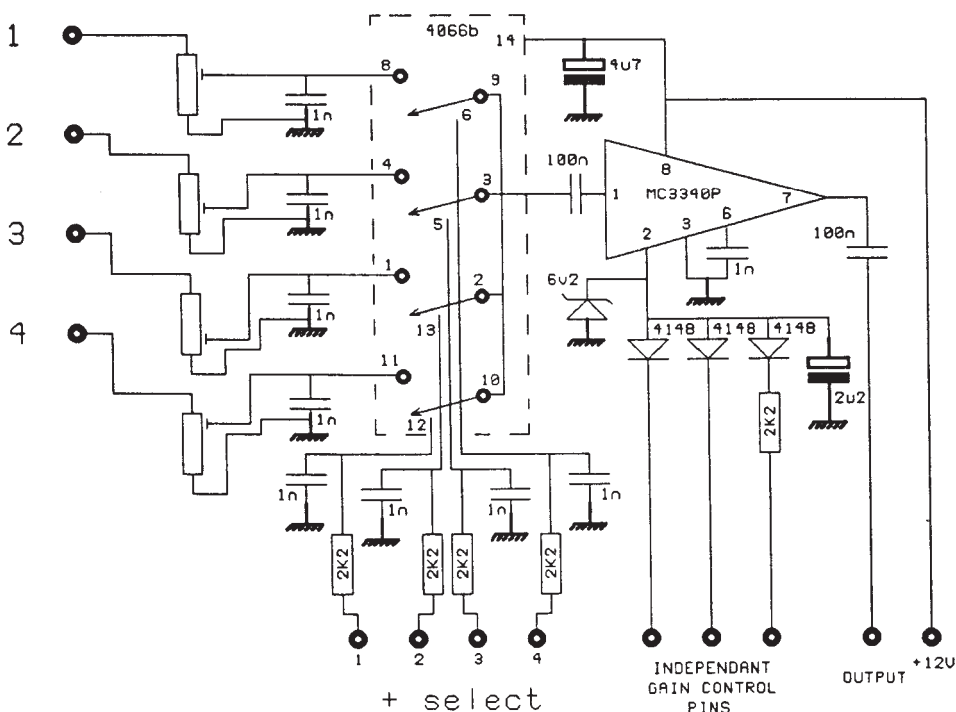 1
2
3
4
4066b
14
8
9
6
4
3
5
1
2
13
11
10
12
1n
1n
1n
1n
4u7
100n
1
8
MC3340P
7
2
3
6
100n
1n
6v2
4148
4148
4148
2u2
2K2
1n
1n
1n
1n
2K2
2K2
2K2
2K2
1
2
3
4
+ select
INDEPENDANT
GAIN CONTROL
PINS
OUTPUT
+12V